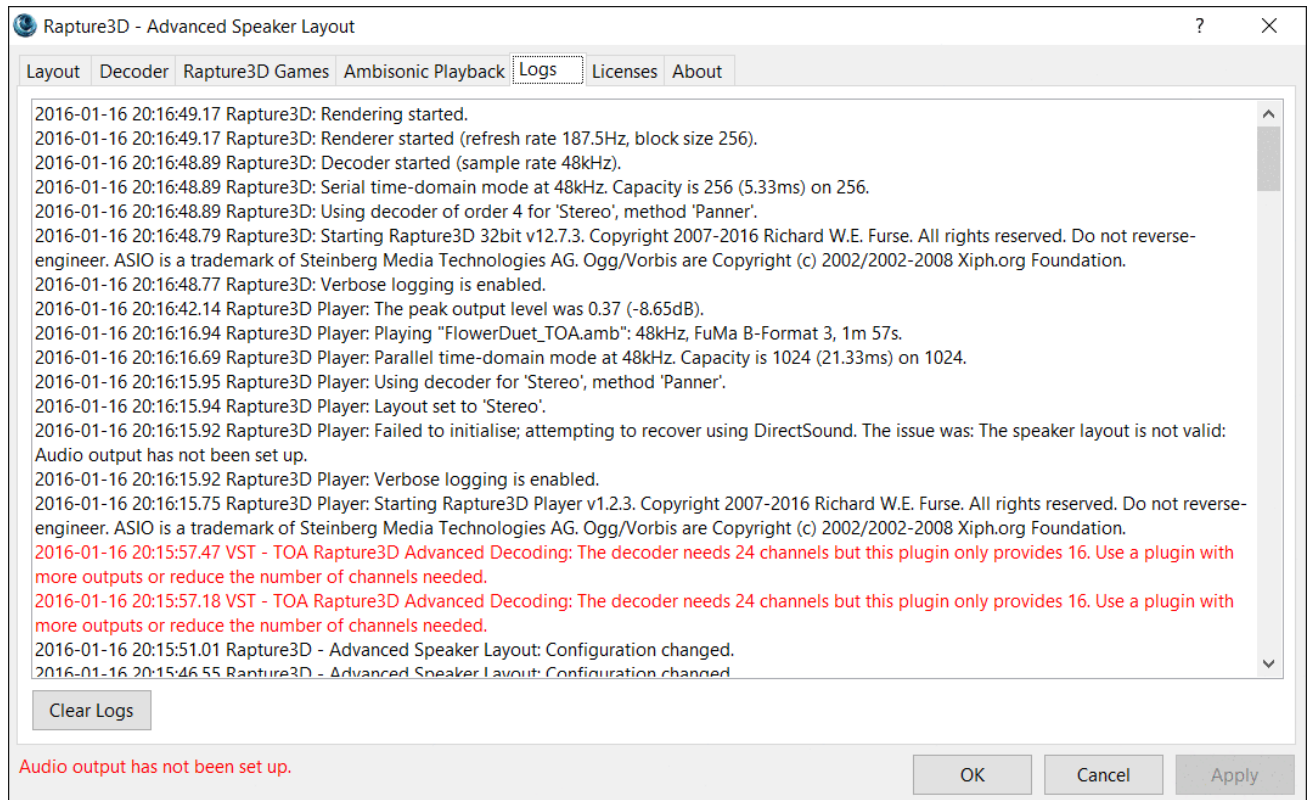 Rapture3D - Advanced Speaker Layout
?
Layout Decoder Rapture3D Games Ambisonic Playback Logs Licenses About
2016-01-16 20:16:49.17 Rapture3D: Rendering started.
2016-01-16 20:16:49.17 Rapture3D: Renderer started (refresh rate 187.5Hz, block size 256).
2016-01-16 20:16:48.89 Rapture3D: Decoder started (sample rate 48kHz).
2016-01-16 20:16:48.89 Rapture3D: Serial time-domain mode at 48kHz. Capacity is 256 (5.33ms) on 256.
2016-01-16 20:16:48.89 Rapture3D: Using decoder of order 4 for 'Stereo', method 'Panner'.
2016-01-16 20:16:48.79 Rapture3D: Starting Rapture3D 32bit v12.7.3. Copyright 2007-2016 Richard W.E. Furse. All rights reserved. Do not reverse-
engineer. ASIO is a trademark of Steinberg Media Technologies AG. Ogg/Vorbis are Copyright (c) 2002/2002-2008 Xiph.org Foundation.
2016-01-16 20:16:48.77 Rapture3D: Verbose logging is enabled.
2016-01-16 20:16:42.14 Rapture3D Player: The peak output level was 0.37 (-8.65dB).
2016-01-16 20:16:16.94 Rapture3D Player: Playing "FlowerDuet_TOA.amb": 48kHz, FuMa B-Format 3, 1m 57s.
2016-01-16 20:16:16.69 Rapture3D Player: Parallel time-domain mode at 48kHz. Capacity is 1024 (21.33ms) on 1024.
2016-01-16 20:16:15.95 Rapture3D Player: Using decoder for 'Stereo', method 'Panner'.
2016-01-16 20:16:15.94 Rapture3D Player: Layout set to 'Stereo'.
2016-01-16 20:16:15.92 Rapture3D Player: Failed to initialise; attempting to recover using DirectSound. The issue was: The speaker layout is not valid:
Audio output has not been set up.
2016-01-16 20:16:15.92 Rapture3D Player: Verbose logging is enabled.
2016-01-16 20:16:15.75 Rapture3D Player: Starting Rapture3D Player v1.2.3. Copyright 2007-2016 Richard W.E. Furse. All rights reserved. Do not reverse-
engineer. ASIO is a trademark of Steinberg Media Technologies AG. Ogg/Vorbis are Copyright (c) 2002/2002-2008 Xiph.org Foundation.
2016-01-16 20:15:57.47 VST - TOA Rapture3D Advanced Decoding: The decoder needs 24 channels but this plugin only provides 16. Use a plugin with
more outputs or reduce the number of channels needed.
2016-01-16 20:15:57.18 VST - TOA Rapture3D Advanced Decoding: The decoder needs 24 channels but this plugin only provides 16. Use a plugin with
more outputs or reduce the number of channels needed.
2016-01-16 20:15:51.01 Rapture3D - Advanced Speaker Layout: Configuration changed.
2016-01-16 20:15:46.55 Rapture3D - Advanced Speaker Layout: Configuration changed.
Clear Logs
Audio output has not been set up.
OK Cancel Apply